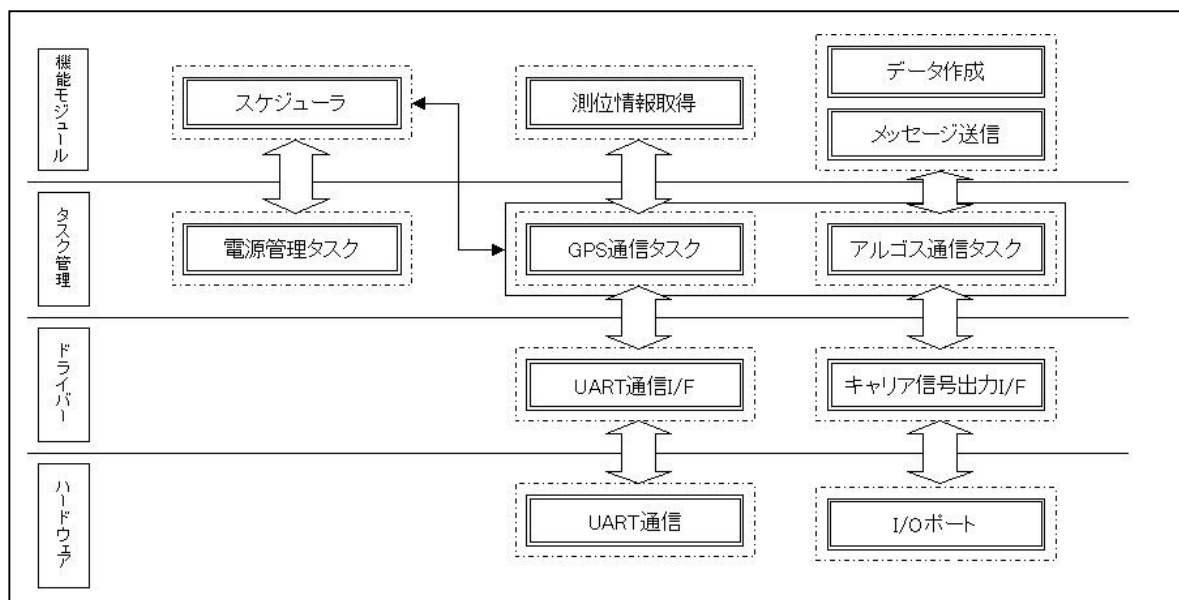 機能モジュール
スケジューラ
測位情報取得
データ作成
メッセージ送信
タスク管理
電源管理タスク
GPS通信タスク
アルゴス通信タスク
ドライバー
UART通信I/F
キャリア信号出力I/F
ハードウェア
UART通信
I/Oポート